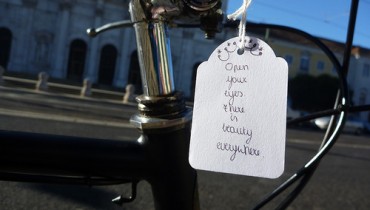 Open
your
eyes.
there
is
beauty
everywhere